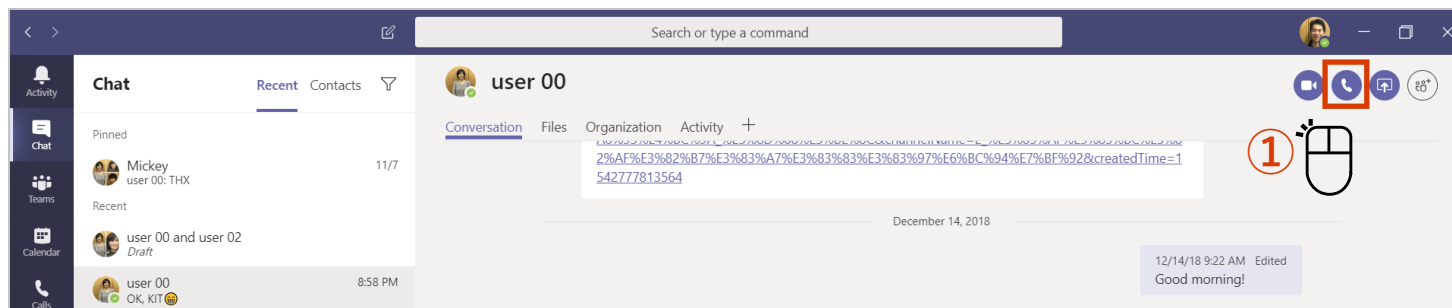 Search or type a command
Activity
Chat
Teams
Calendar
Calls
Chat
Recent Contacts
Pinned
Mickey 11/7
user 00: THX
Recent
user 00 and user 02
Draft
user 00 8:58 PM
OK, KIT😁
user 00
Conversation Files Organization Activity +
2%AF%E3%82%B7%E3%83%A7%E3%83%83%E3%83%97%E6%BC%94%E7%BF%92&createdTime=1
542777813564
①
December 14, 2018
12/14/18 9:22 AM Edited
Good morning!